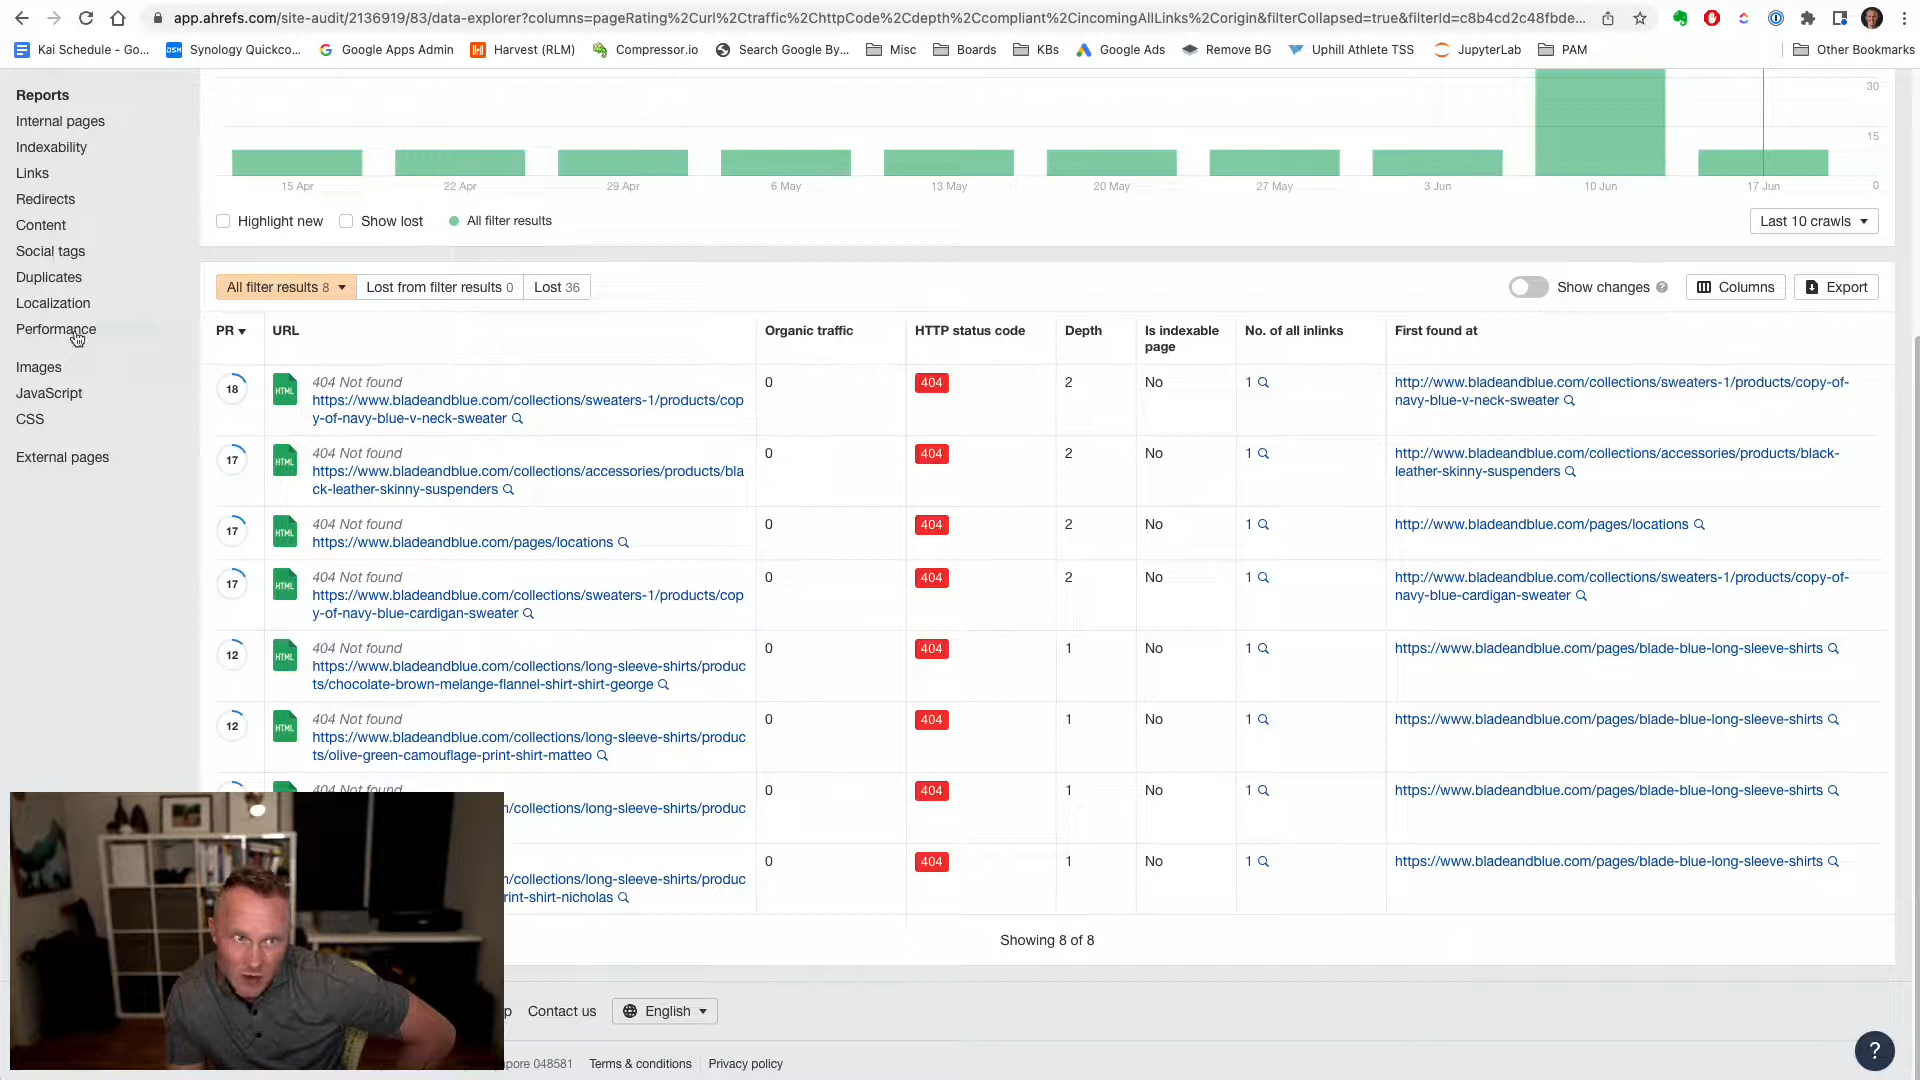 app.ahrefs.com/site-audit/2136919/83/data-explorer?columns=pageRating%2Curl%2Ctraffic%2ChttpCode%2Cdepth%2Ccompliant%2CincomingAllLinks%2Corigin&filterCollapsed=true&filterId=c8b4cd2c48fbde...
Kai Schedule - Go... Synology Quickco... Google Apps Admin Harvest (RLM) Compressor.io Search Google By... Misc Boards KBs Google Ads Remove BG Uphill Athlete TSS JupyterLab PAM Other Bookmarks
Reports
Internal pages
Indexability
Links
Redirects
Content
Social tags
Duplicates
Localization
Performance
Images
JavaScript
CSS
External pages
30
15
0
15 Apr 22 Apr 29 Apr 6 May 13 May 20 May 27 May 3 Jun 10 Jun 17 Jun
Highlight new Show lost All filter results Last 10 crawls
All filter results 8 Lost from filter results 0 Lost 36 Show changes Columns Export
PR URL Organic traffic HTTP status code Depth Is indexable page No. of all inlinks First found at
18 404 Not found 0 404 2 No 1 http://www.bladeandblue.com/collections/sweaters-1/products/copy-of-
https://www.bladeandblue.com/collections/sweaters-1/products/cop navy-blue-v-neck-sweater
y-of-navy-blue-v-neck-sweater
17 404 Not found 0 404 2 No 1 http://www.bladeandblue.com/collections/accessories/products/black-
https://www.bladeandblue.com/collections/accessories/products/bla leather-skinny-suspenders
ck-leather-skinny-suspenders
17 404 Not found 0 404 2 No 1 http://www.bladeandblue.com/pages/locations
https://www.bladeandblue.com/pages/locations
17 404 Not found 0 404 2 No 1 http://www.bladeandblue.com/collections/sweaters-1/products/copy-of-
https://www.bladeandblue.com/collections/sweaters-1/products/cop navy-blue-cardigan-sweater
y-of-navy-blue-cardigan-sweater
12 404 Not found 0 404 1 No 1 https://www.bladeandblue.com/pages/blade-blue-long-sleeve-shirts
https://www.bladeandblue.com/collections/long-sleeve-shirts/produc
ts/chocolate-brown-melange-flannel-shirt-shirt-george
12 404 Not found 0 404 1 No 1 https://www.bladeandblue.com/pages/blade-blue-long-sleeve-shirts
https://www.bladeandblue.com/collections/long-sleeve-shirts/produc
ts/olive-green-camouflage-print-shirt-matteo
404 Not found 0 404 1 No 1 https://www.bladeandblue.com/pages/blade-blue-long-sleeve-shirts
/collections/long-sleeve-shirts/produc
0 404 1 No 1 https://www.bladeandblue.com/pages/blade-blue-long-sleeve-shirts
/collections/long-sleeve-shirts/produc
rint-shirt-nicholas
Showing 8 of 8
Contact us English
pore 048581 Terms & conditions Privacy policy
?